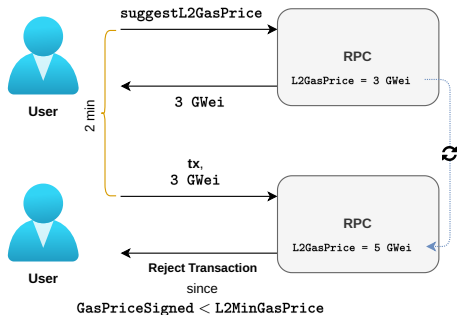 suggestL2GasPrice
RPC
L2GasPrice = 3 GWei
User
3 GWei
2 min
tx,
3 GWei
RPC
L2GasPrice = 5 GWei
User
Reject Transaction
since
GasPriceSigned < L2MinGasPrice